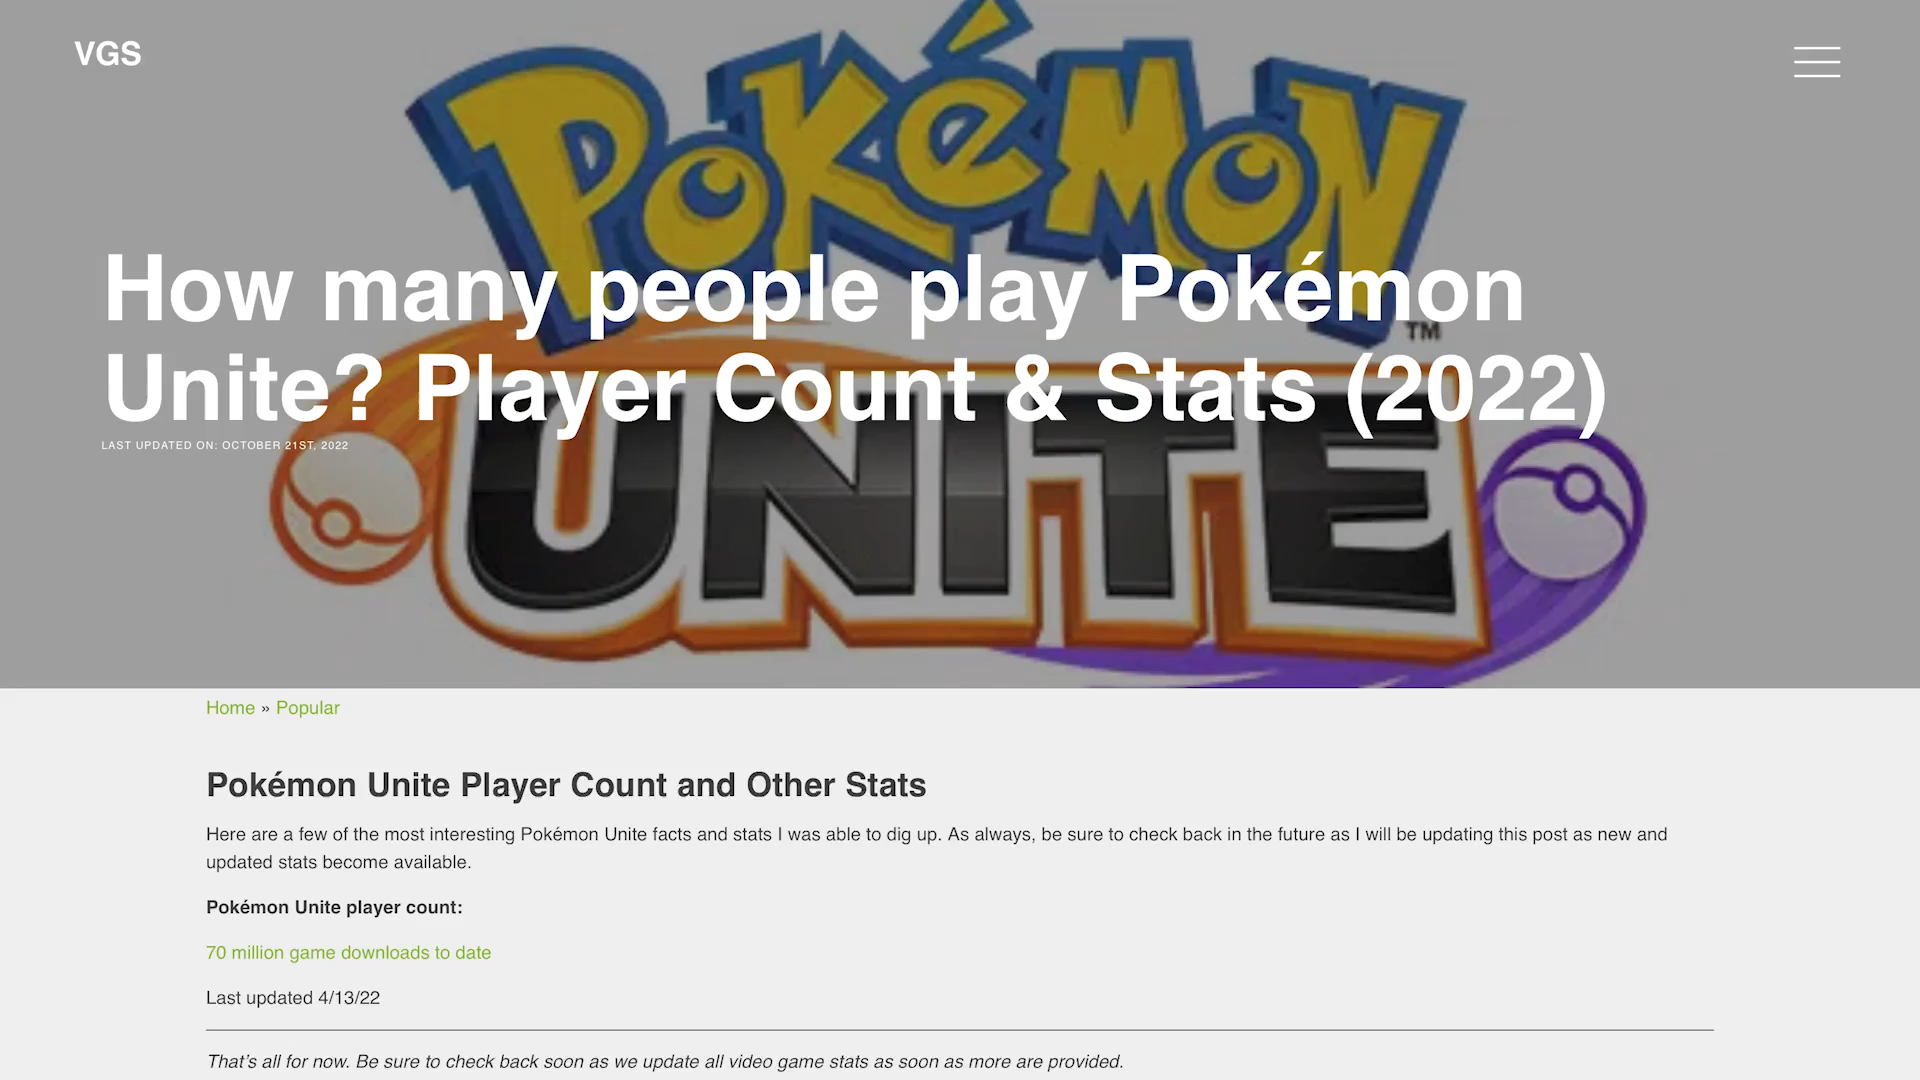 VGS
POKéMON
How many people play Pokémon
TM
Unite? Player Count & Stats (2022)
LAST UPDATED ON: OCTOBER 21ST, 2022
UNITE
Home » Popular
Pokémon Unite Player Count and Other Stats
Here are a few of the most interesting Pokémon Unite facts and stats I was able to dig up. As always, be sure to check back in the future as I will be updating this post as new and
updated stats become available.
Pokémon Unite player count:
70 million game downloads to date
Last updated 4/13/22
That’s all for now. Be sure to check back soon as we update all video game stats as soon as more are provided.